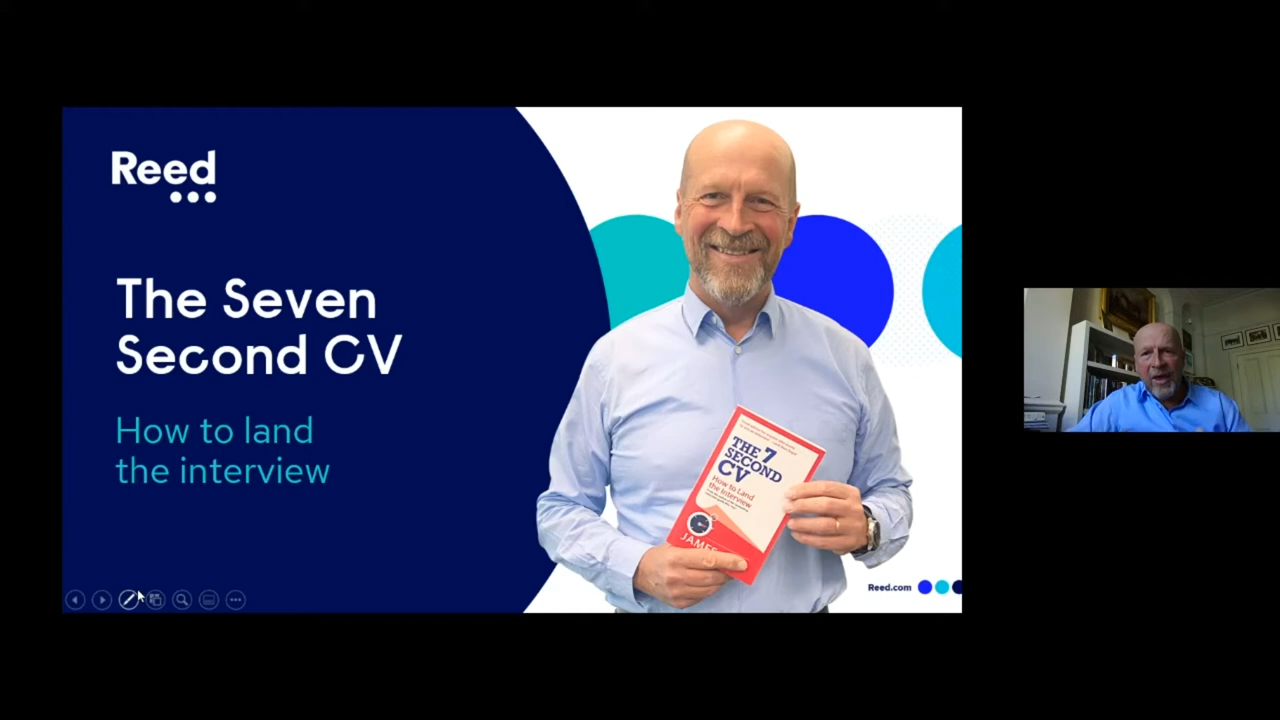 Reed
The Seven
Second CV
How to land
the interview
THE 7
SECOND
CV
How to Land
the Interview
JAMES
Reed.com